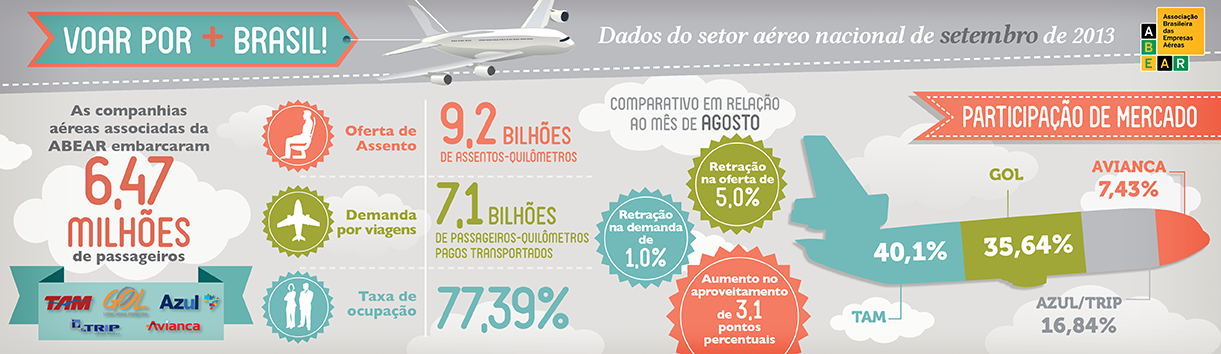 VOAR POR + BRASIL!
Dados do setor aéreo nacional de setembro de 2013
Associação
Brasileira
das
Empresas
Aéreas
A
B
E A R
As companhias
aéreas associadas da
ABEAR embarcaram
6,47
MILHÕES
de passageiros
TAM
GOL
Azul
TRIP
Avianca
Oferta de
Assento
9,2 BILHÕES
DE ASSENTOS-QUILÔMETROS
Demanda
por viagens
7,1 BILHÕES
DE PASSAGEIROS-QUILÔMETROS
PAGOS TRANSPORTADOS
Taxa de
ocupação
77,39%
COMPARATIVO EM RELAÇÃO
AO MÊS DE AGOSTO
Retração
na oferta de
5,0%
Retração
na demanda
de
1,0%
Aumento no
aproveitamento
de 3,1
pontos
percentuais
PARTICIPAÇÃO DE MERCADO
AVIANCA
7,43%
GOL
40,1%
35,64%
TAM
AZUL/TRIP
16,84%